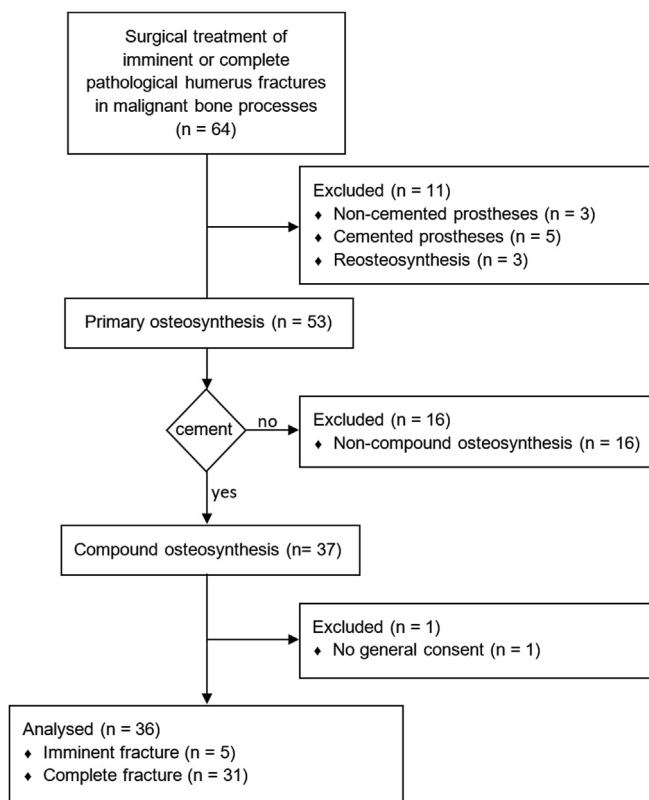 Surgical treatment of
imminent or complete
pathological humerus fractures
in malignant bone processes
(n = 64)
Excluded (n = 11)
♦ Non-cemented prostheses (n = 3)
♦ Cemented prostheses (n = 5)
♦ Reosteosynthesis (n = 3)
Primary osteosynthesis (n = 53)
cement
no
Excluded (n = 16)
♦ Non-compound osteosynthesis (n = 16)
yes
Compound osteosynthesis (n= 37)
Excluded (n = 1)
♦ No general consent (n = 1)
Analysed (n = 36)
♦ Imminent fracture (n = 5)
♦ Complete fracture (n = 31)